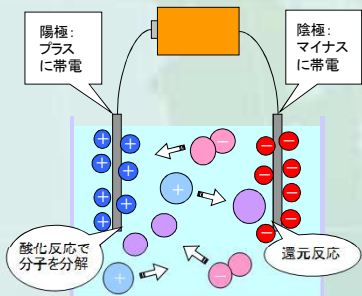 陽極：
プラス
に帯電
陰極：
マイナス
に帯電
酸化反応で
分子を分解
還元反応